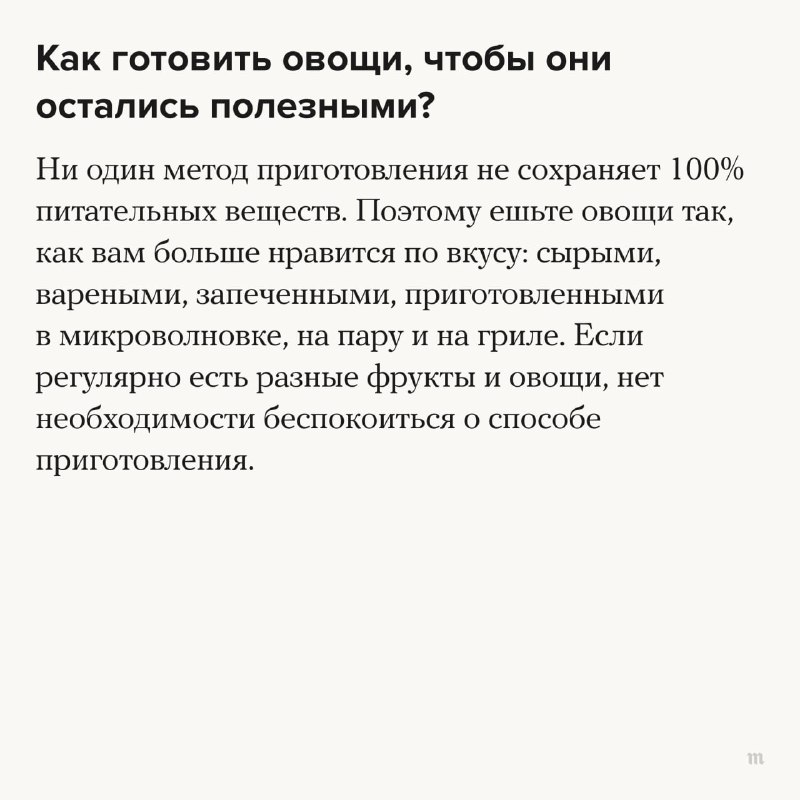 Как готовить овощи, чтобы они
остались полезными?
Ни один метод приготовления не сохраняет 100%
питательных веществ. Поэтому ешьте овощи так,
как вам больше нравится по вкусу: сырыми,
вареными, запеченными, приготовленными
в микроволновке, на пару и на гриле. Если
регулярно есть разные фрукты и овощи, нет
необходимости беспокоиться о способе
приготовления.
m